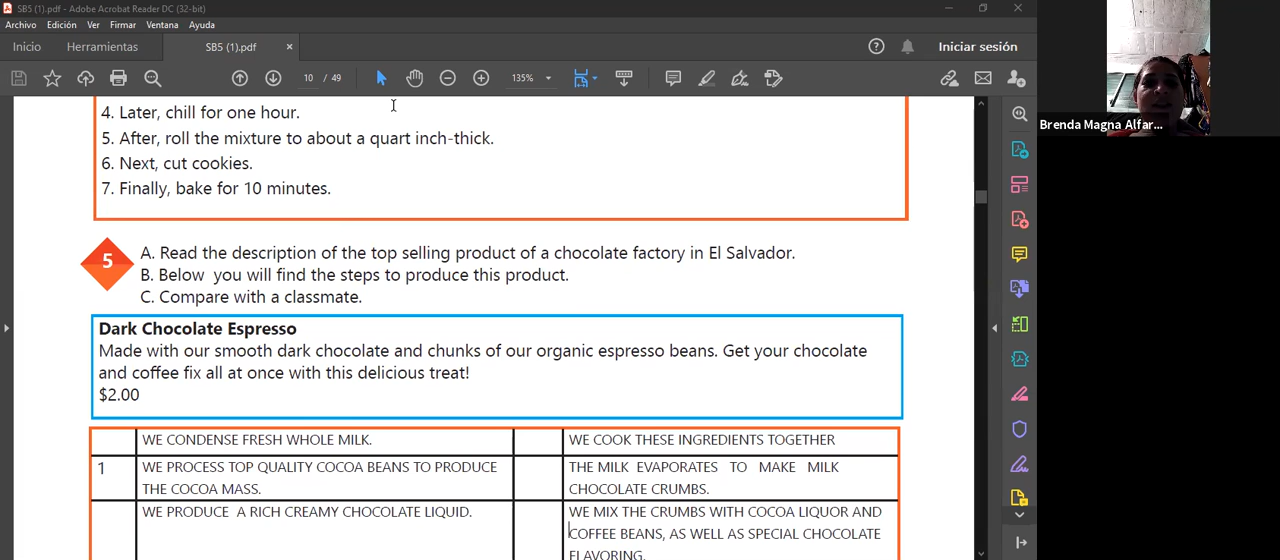 SB5 (1).pdf - Adobe Acrobat Reader DC (32-bit)
Archivo Edición Ver Firmar Ventana Ayuda
Inicio Herramientas SB5 (1).pdf × Iniciar sesión
10 / 49 135%
Brenda Magna Alfar...
4. Later, chill for one hour.
5. After, roll the mixture to about a quart inch-thick.
6. Next, cut cookies.
7. Finally, bake for 10 minutes.
5
A. Read the description of the top selling product of a chocolate factory in El Salvador.
B. Below you will find the steps to produce this product.
C. Compare with a classmate.
Dark Chocolate Espresso
Made with our smooth dark chocolate and chunks of our organic espresso beans. Get your chocolate
and coffee fix all at once with this delicious treat!
$2.00
WE CONDENSE FRESH WHOLE MILK.
1 WE PROCESS TOP QUALITY COCOA BEANS TO PRODUCE
THE COCOA MASS.
WE PRODUCE A RICH CREAMY CHOCOLATE LIQUID.
WE COOK THESE INGREDIENTS TOGETHER
THE MILK EVAPORATES TO MAKE MILK
CHOCOLATE CRUMBS.
WE MIX THE CRUMBS WITH COCOA LIQUOR AND
COFFEE BEANS, AS WELL AS SPECIAL CHOCOLATE
FLAVORING.